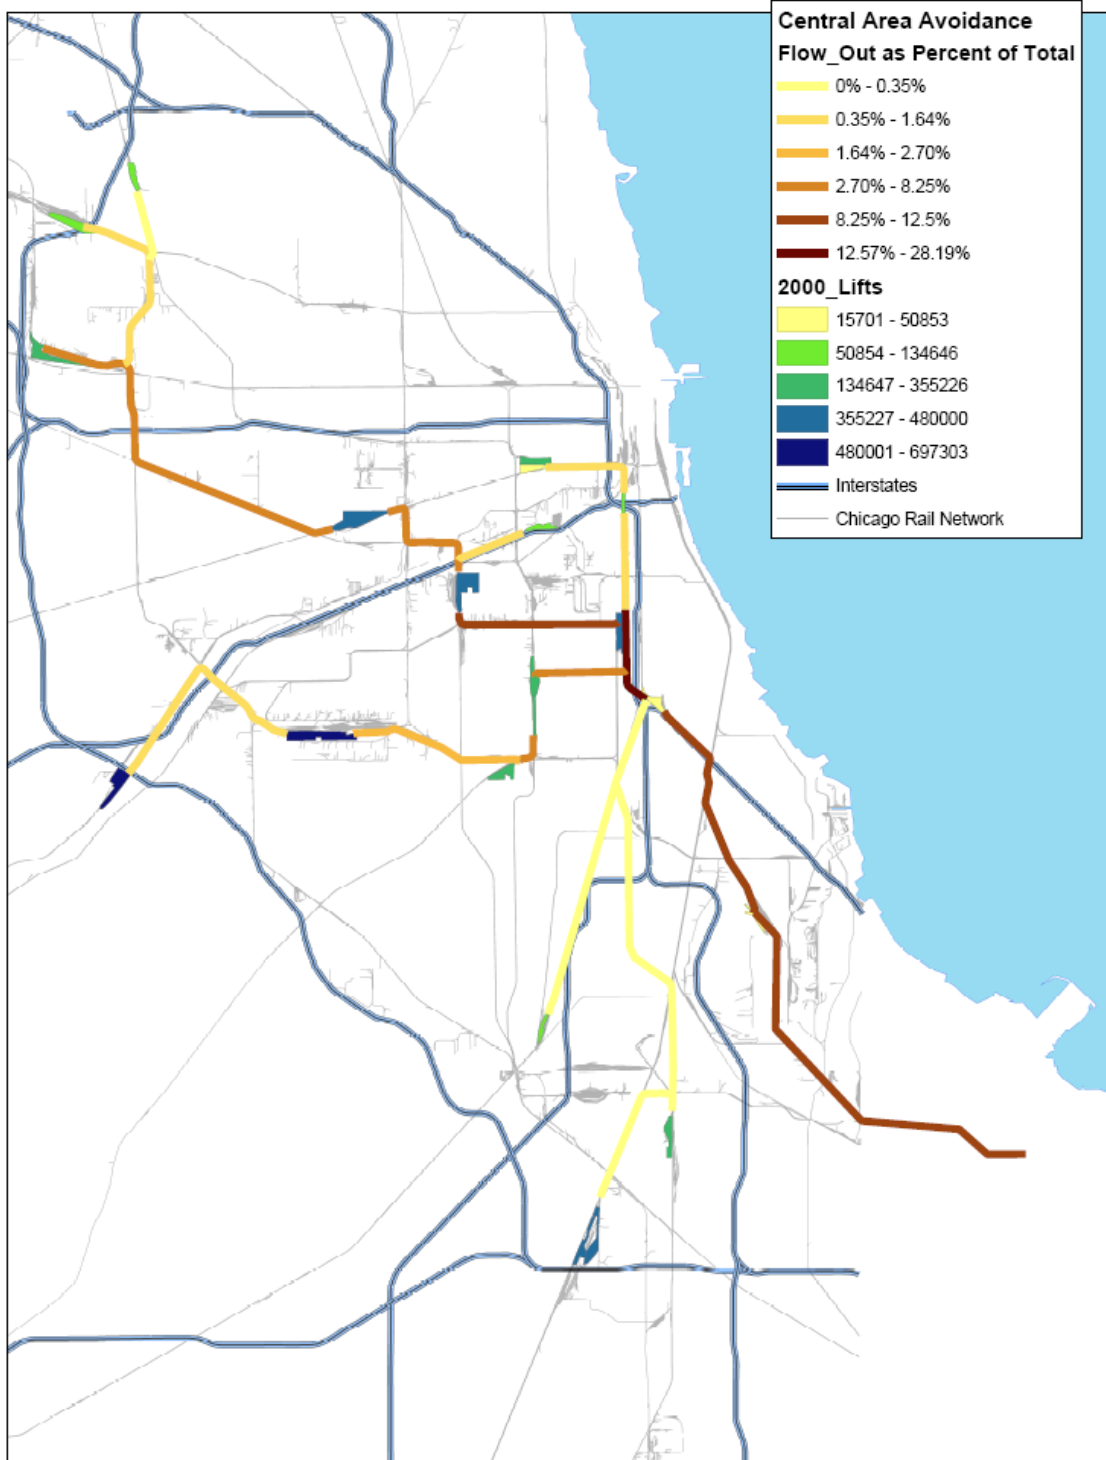 Central Area Avoidance
Flow_Out as Percent of Total
0% - 0.35%
0.35% - 1.64%
1.64% - 2.70%
2.70% - 8.25%
8.25% - 12.5%
12.57% - 28.19%
2000_Lifts
15701 - 50853
50854 - 134646
134647 - 355226
355227 - 480000
480001 - 697303
Interstates
Chicago Rail Network